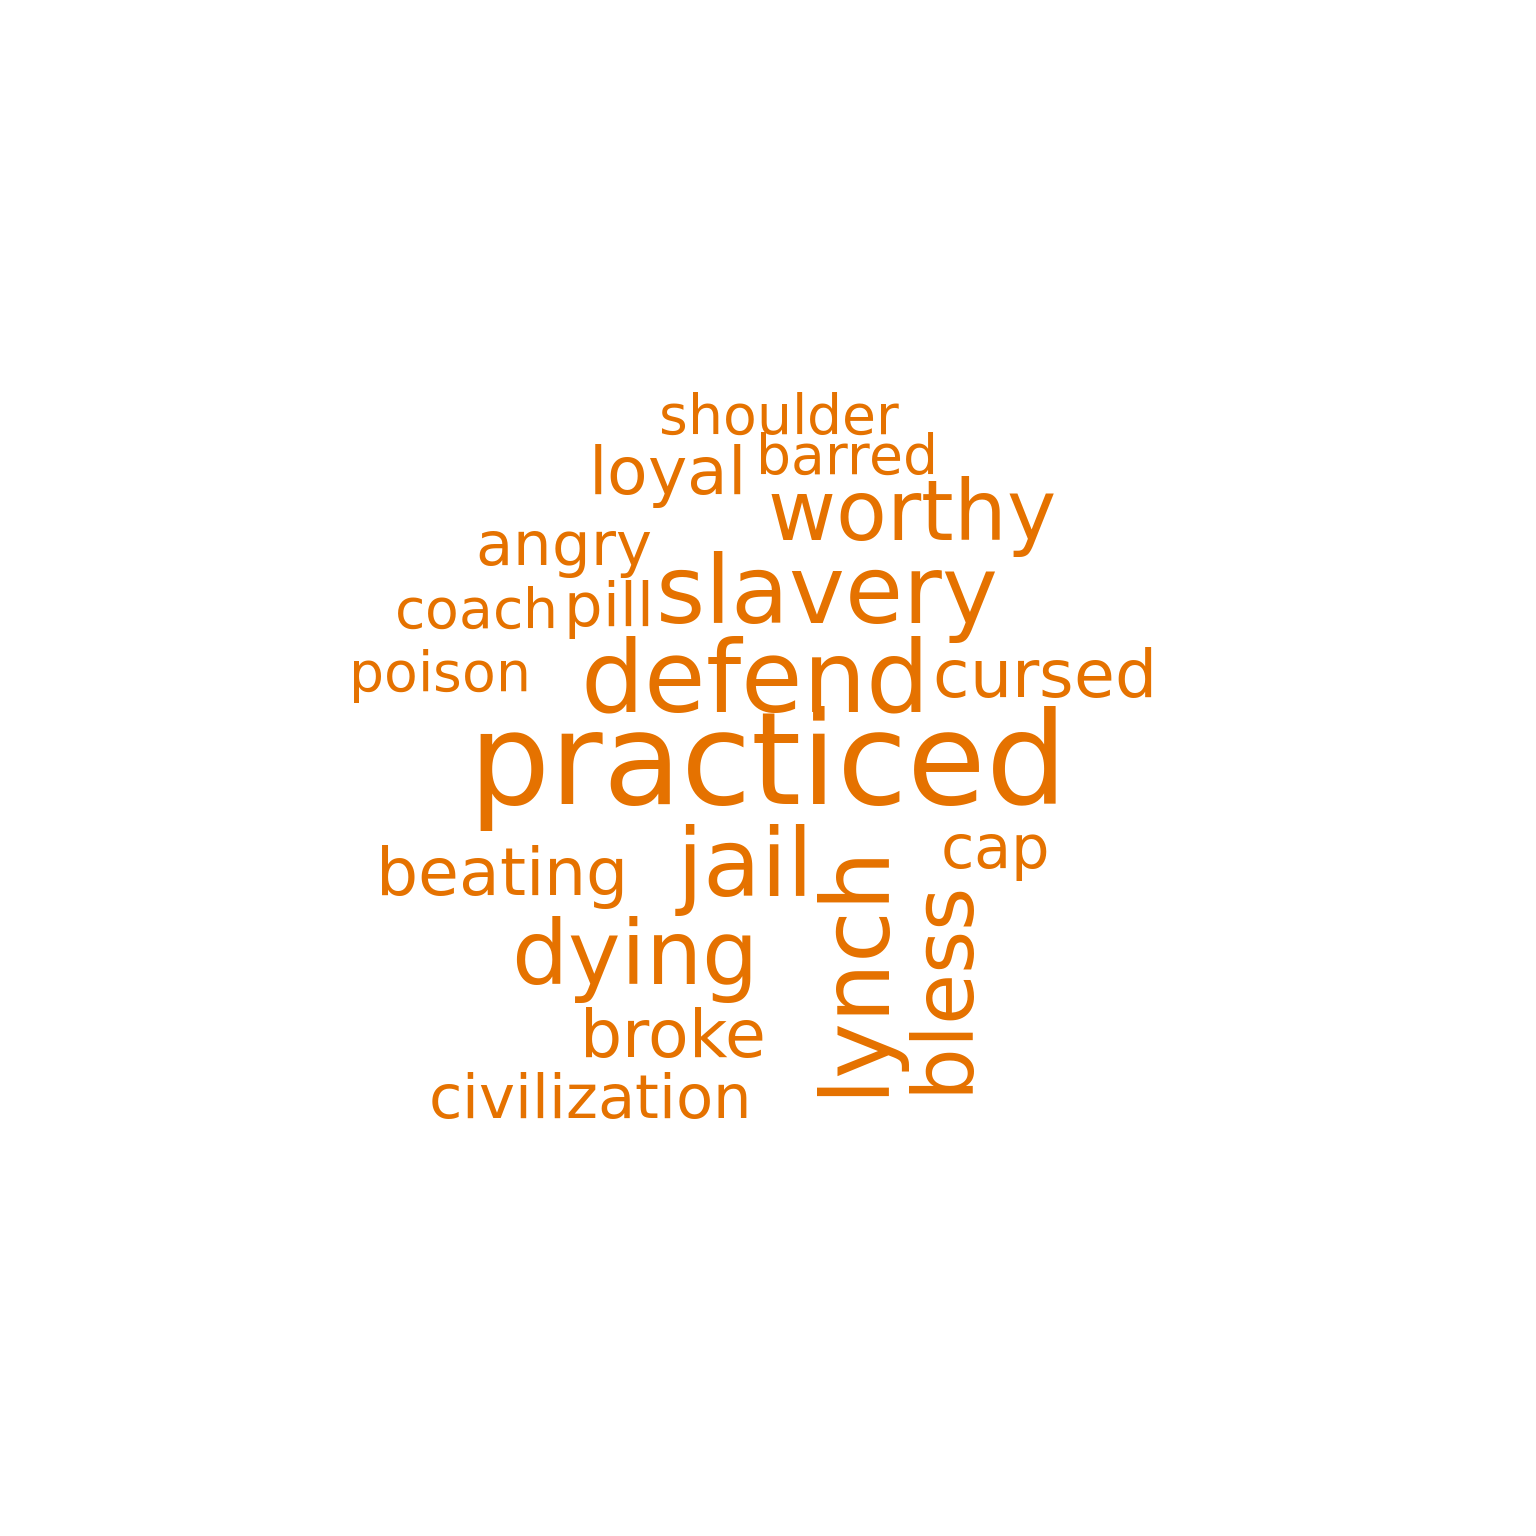 shoulder
loyal barred
worthy
angry
slavery
coach pill
poison defend cursed
practiced
beating jail lynch cap
bless
dying
broke
civilization